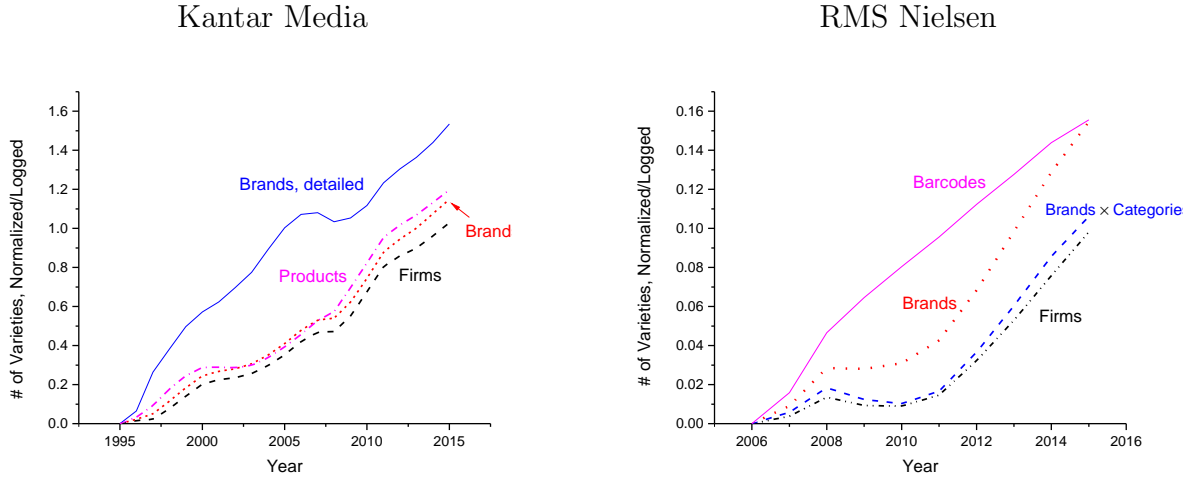 Kantar Media
# of Varieties, Normalized/Logged
1.6
1.4
1.2
1.0
0.8
0.6
0.4
0.2
0.0
Brands, detailed
Brand
Products
Firms
1995 2000 2005 2010 2015
Year
RMS Nielsen
# of Varieties, Normalized/Logged
0.16
0.14
0.12
0.10
0.08
0.06
0.04
0.02
0.00
Barcodes
Brands × Categorie
Brands
Firms
2006 2008 2010 2012 2014 2016
Year